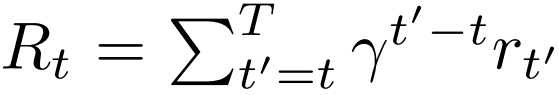 $R_t = \sum_{t'=t}^{T} \gamma^{t'-t} r_{t'}$